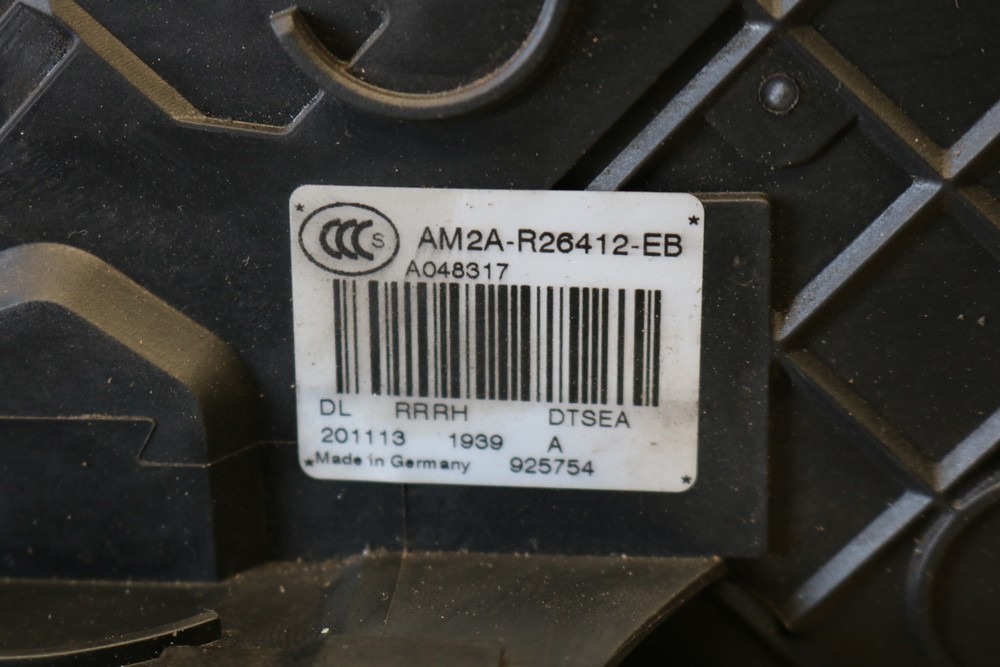 CCC S AM2A-R26412-EB
A048317
DL RRRH DTSEA
201113 1939 A
*Made in Germany 925754